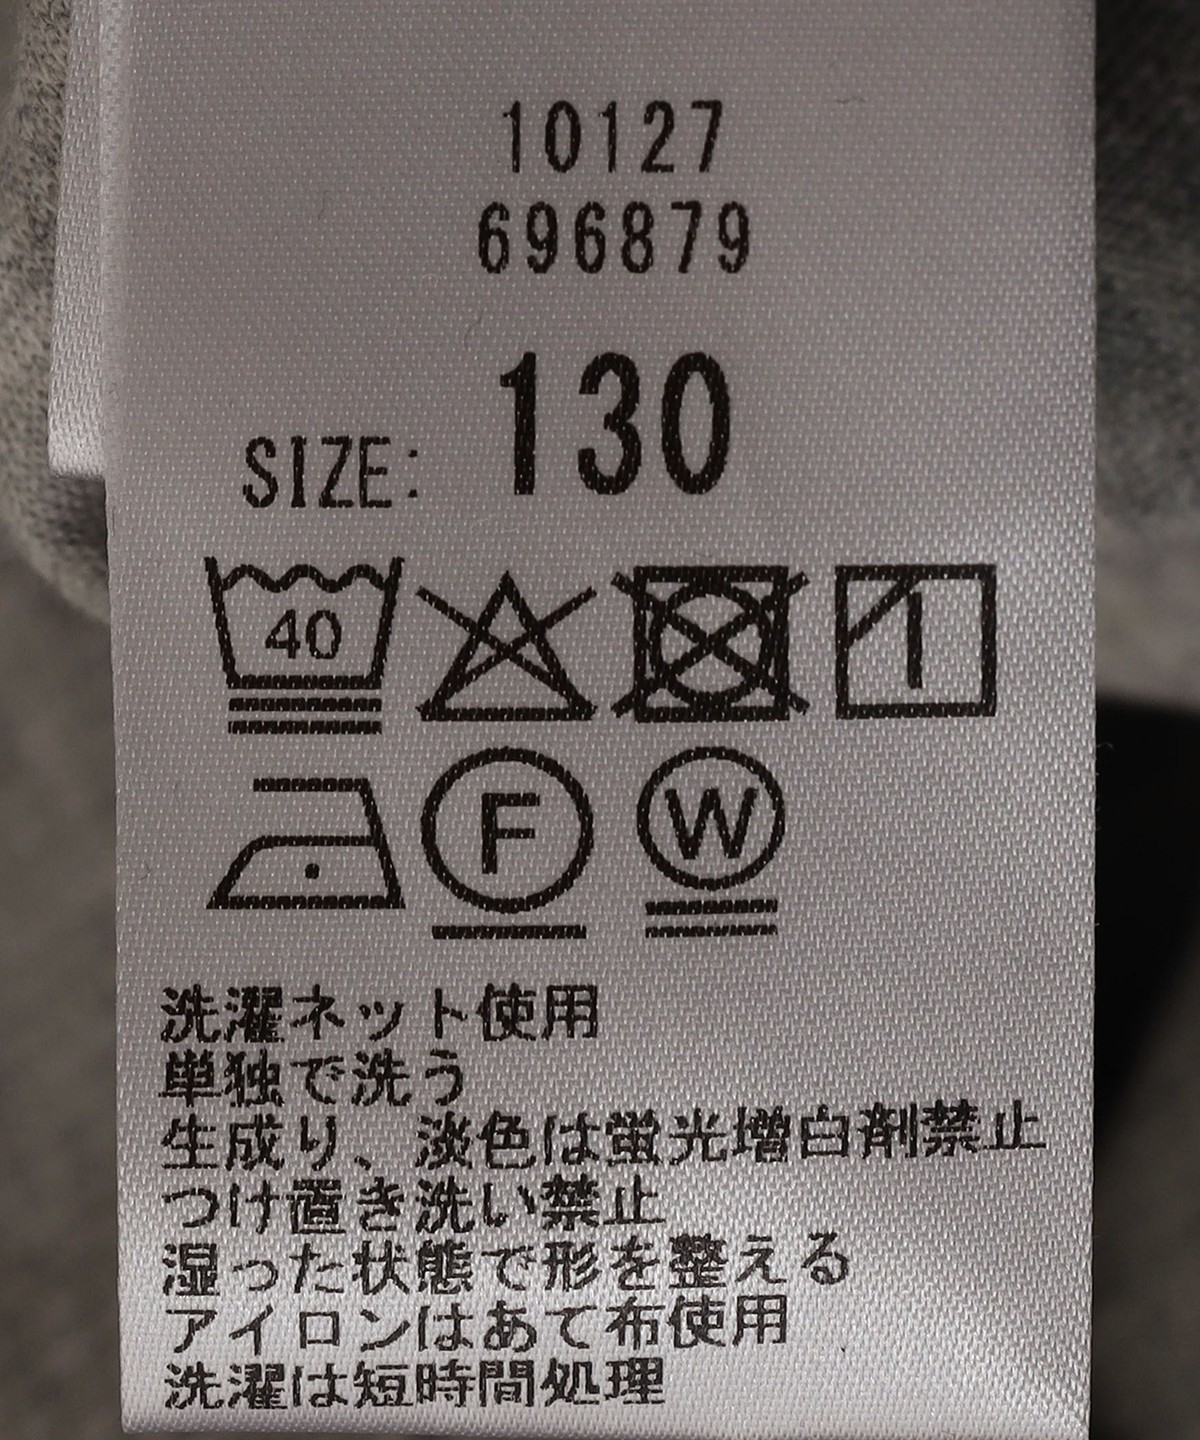 10127
696879
SIZE: 130
40
F W
洗濯ネット使用
単独で洗う
生成り、淡色は蛍光増白剤禁止
つけ置き洗い禁止
湿った状態で形を整える
アイロンはあて布使用
洗濯は短時間処理